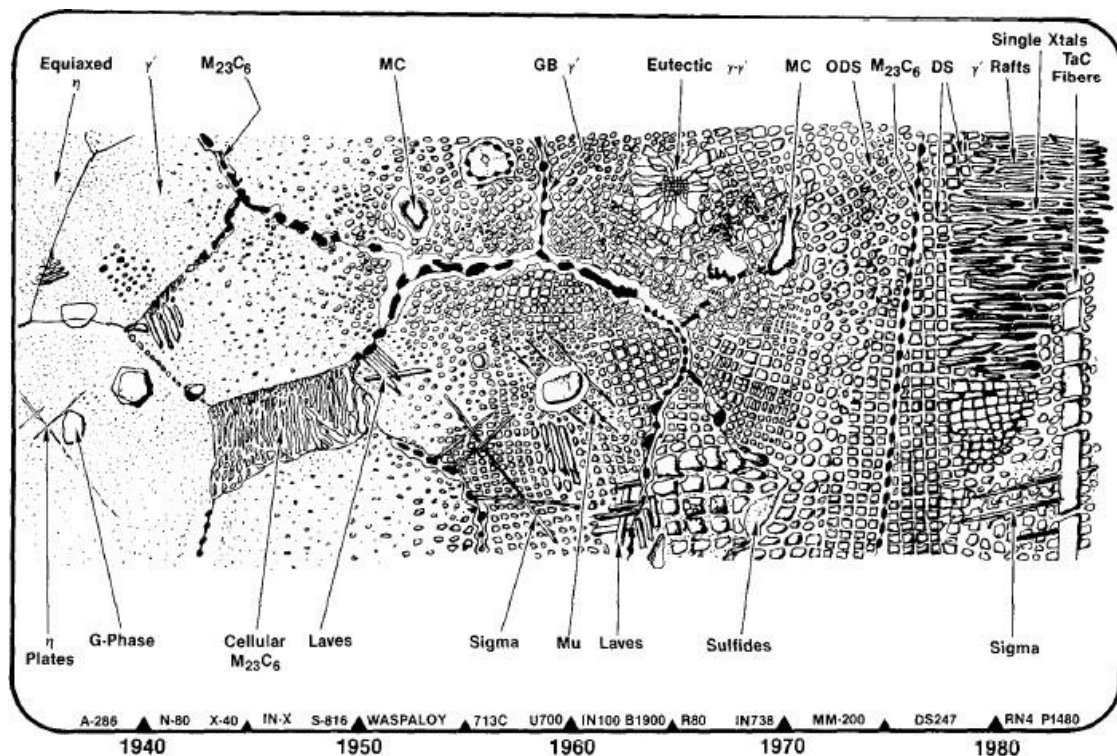 Equiaxed
η
γ′
M₂₃C₆
MC
GB γ′
Eutectic γ-γ′
MC
ODS
M₂₃C₆
DS
γ′ Rafts
Single Xtals
TaC
Fibers
η
Plates
G-Phase
Cellular
M₂₃C₆
Laves
Sigma
Mu
Laves
Sulfides
Sigma
A-286 N-80 X-40 IN-X S-816 WASPALOY 713C U700 IN100 B1900 R80 IN738 MM-200 DS247 RN4 P1480
1940 1950 1960 1970 1980